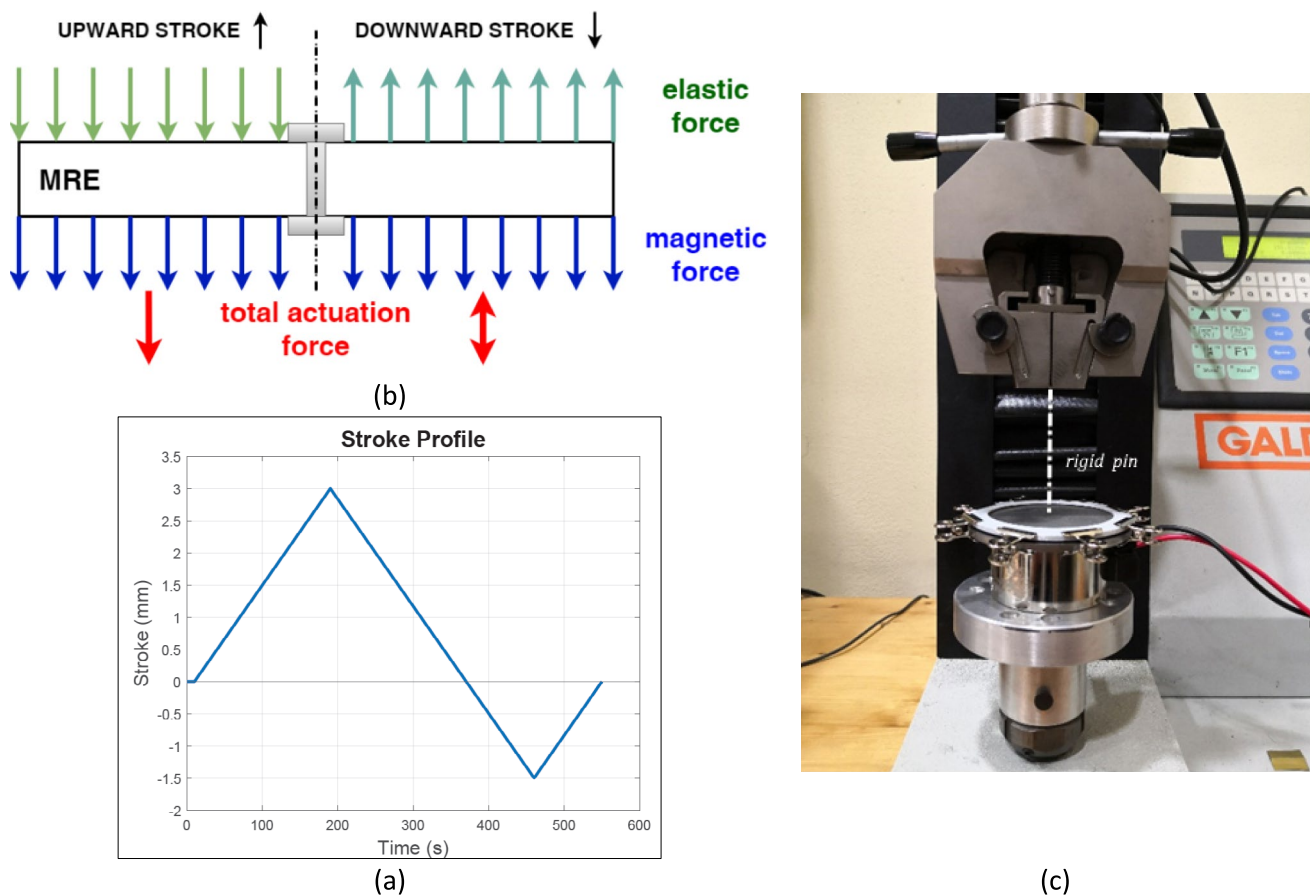 UPWARD STROKE
DOWNWARD STROKE
elastic
force
MRE
magnetic
force
total actuation
force
(b)
Stroke Profile
Stroke (mm)
3.5
3
2.5
2
1.5
1
0.5
0
-0.5
-1
-1.5
-2
0 100 200 300 400 500 600
Time (s)
(a)
rigid pin
D E F G
N P Q R S T
F1
GALD
(c)